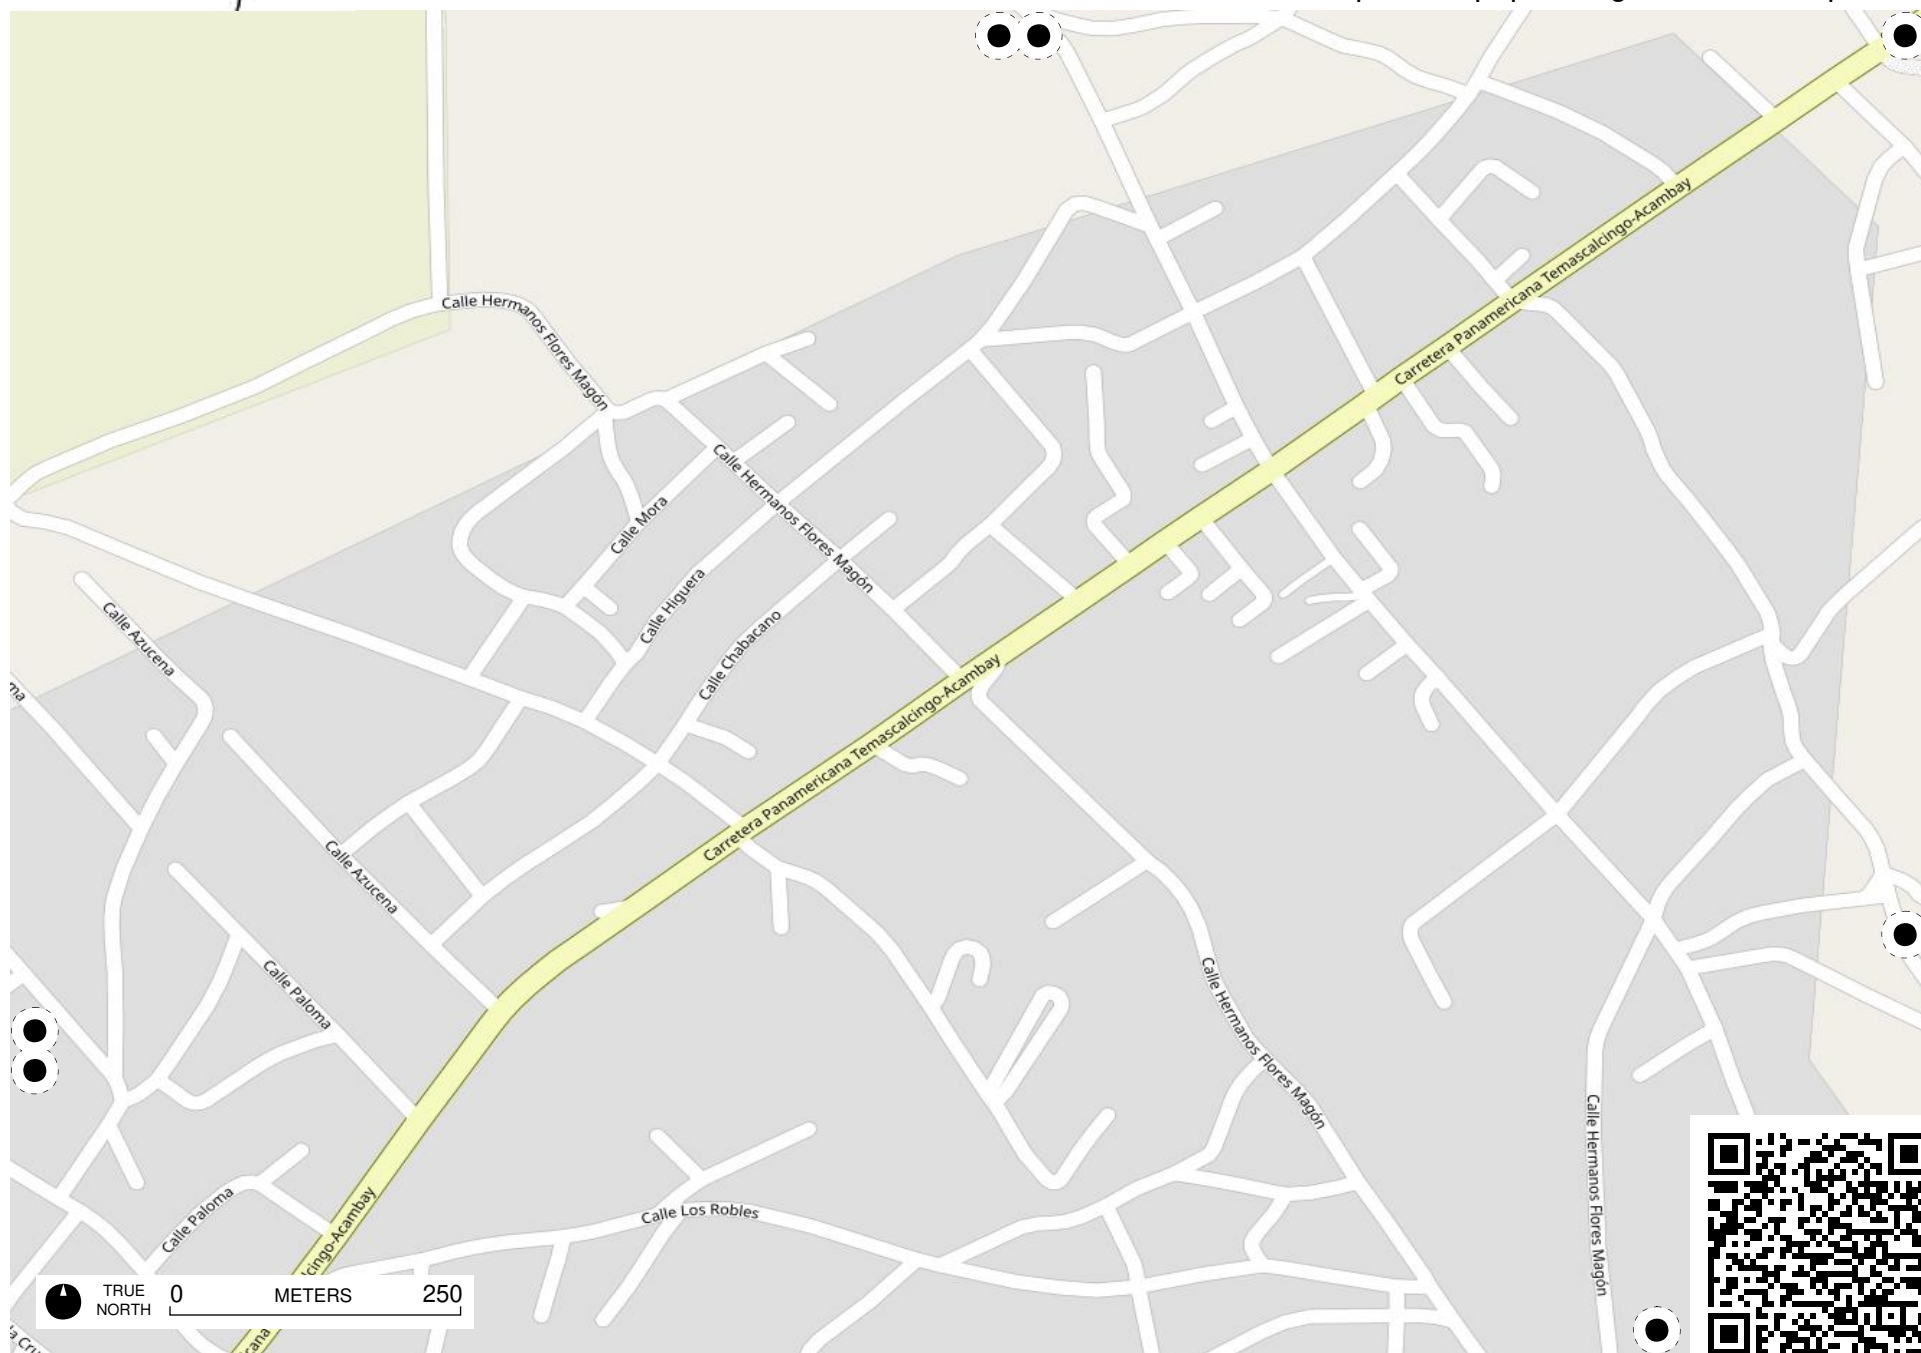 Calle Hermanos Flores Magón
Carretera Panamericana Temascalcingo-Acambay
Carretera Panamericana Temascalcingo-Acambay
Calle Hermanos Flores Magón
Calle Mora
Calle Higuera
Calle Chabacano
Calle Azucena
Carretera Panamericana Temascalcingo-Acambay
Calle Azucena
Calle Paloma
Calle Hermanos Flores Magón
Calle Hermanos Flores Magón
Calle Paloma
Calle Los Robles
TRUE
NORTH
0 METERS 250